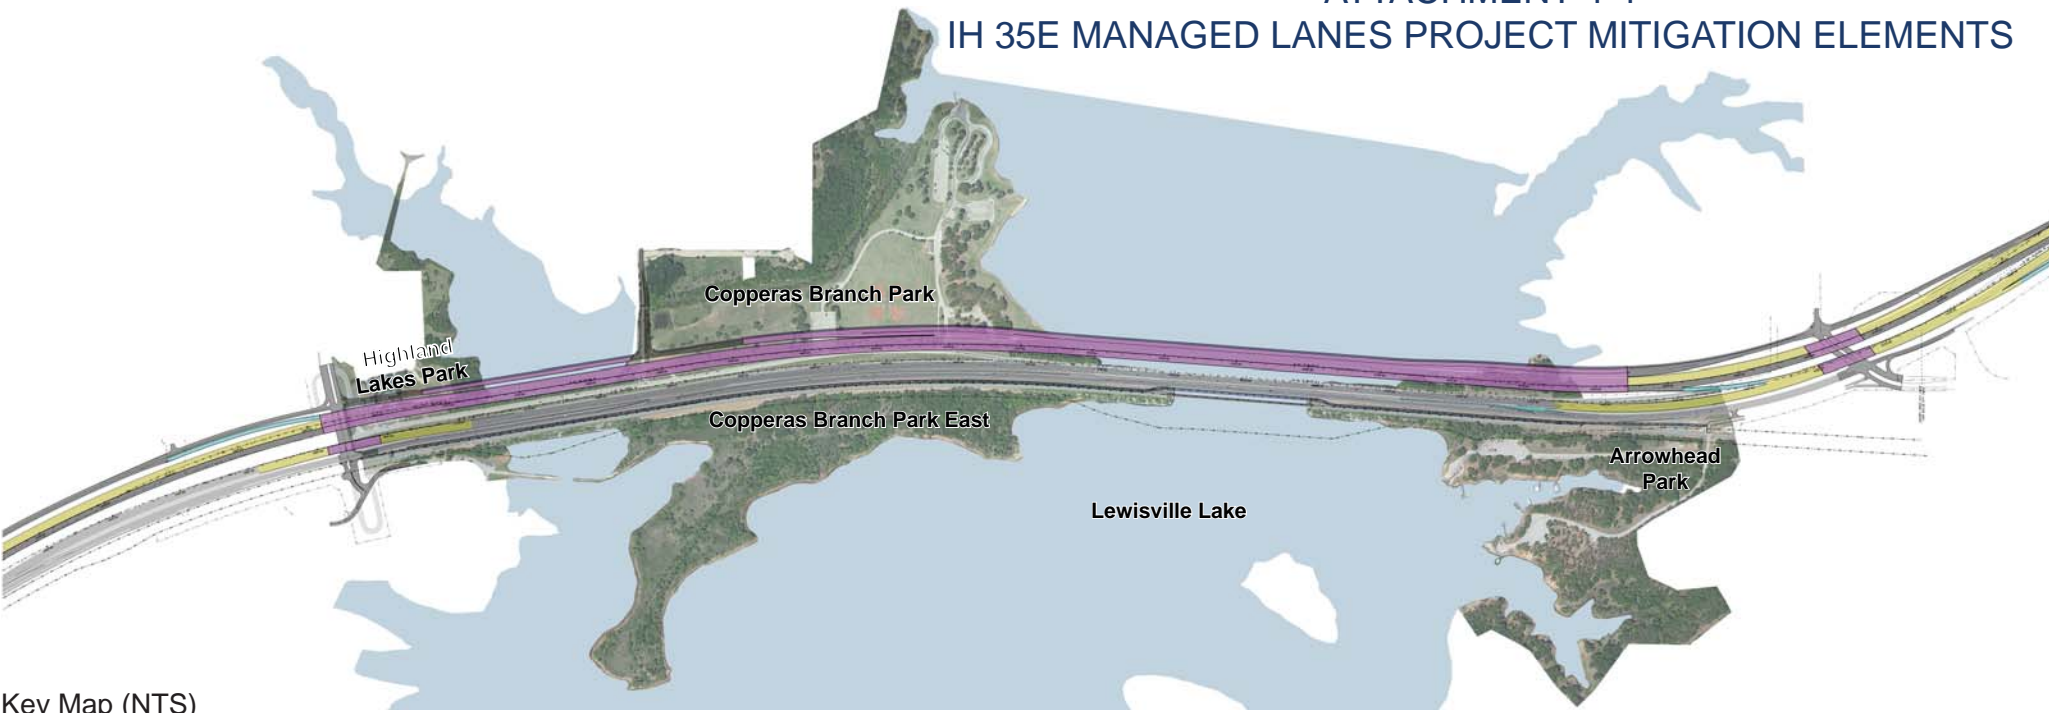 IH 35E MANAGED LANES PROJECT MITIGATION ELEMENTS
Copperas Branch Park
Highland
Lakes Park
Copperas Branch Park East
Arrowhead
Park
Lewisville Lake
Key Map (NTS)